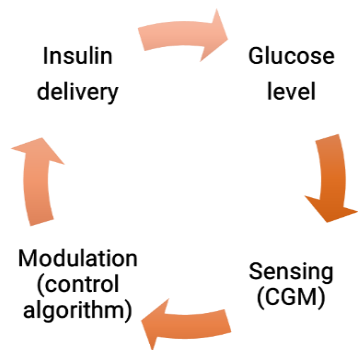 Insulin
delivery
Glucose
level
Sensing
(CGM)
Modulation
(control
algorithm)